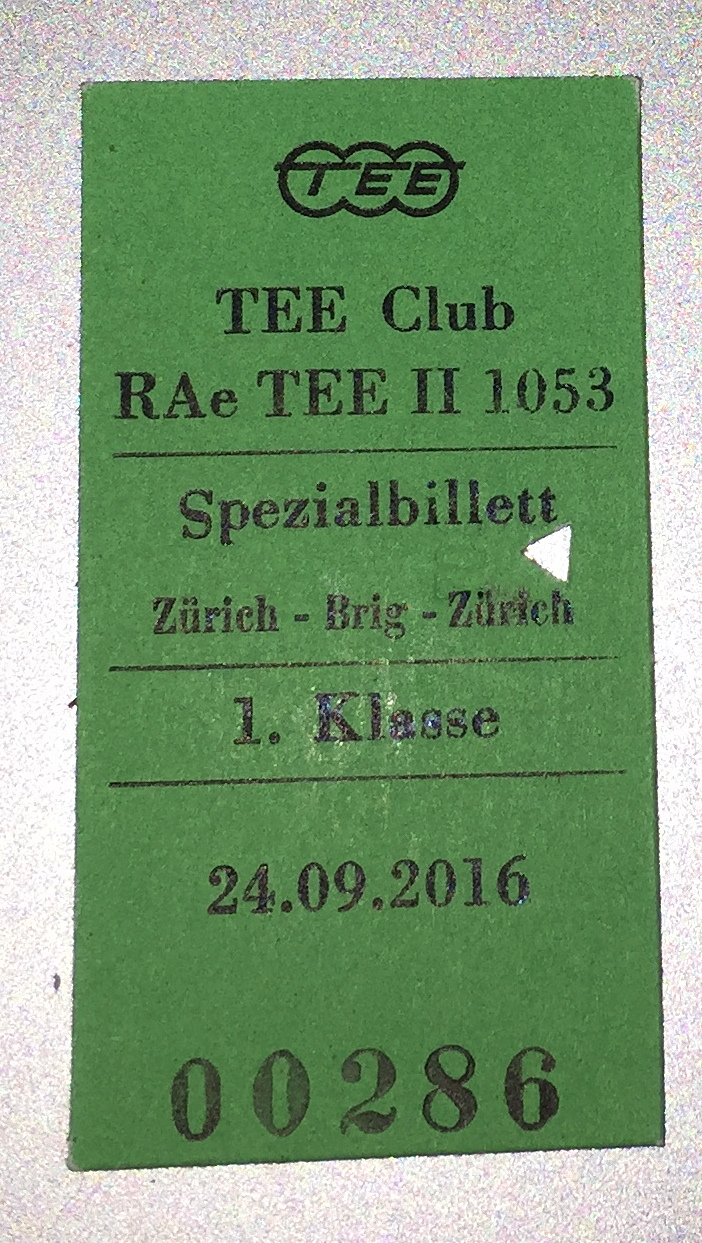 TEE
TEE Club
RAe TEE II 1053
Spezialbillett
Zürich - Brig - Zürich
1. Klasse
24.09.2016
00286